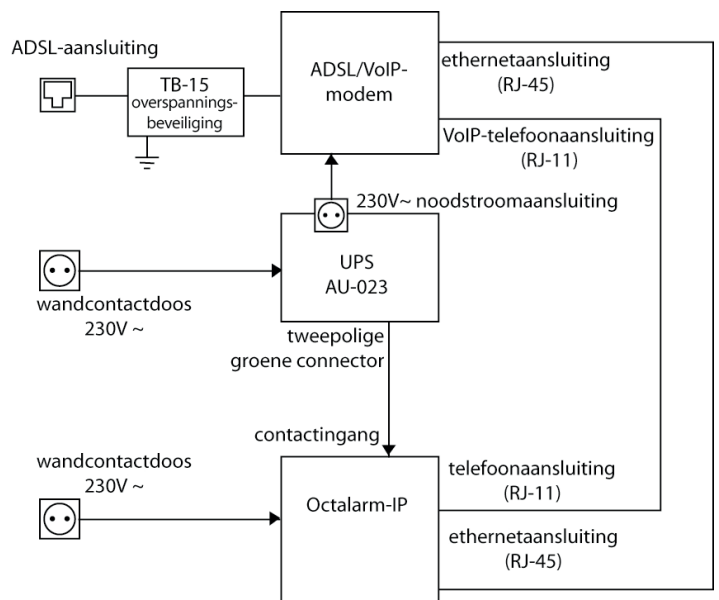 ADSL-aansluiting
TB-15
overspannings-
beveiliging
ADSL/VoIP-
modem
ethernetaansluiting
(RJ-45)
VoIP-telefoonaansluiting
(RJ-11)
230V~ noodstroomaansluiting
UPS
AU-023
wandcontactdoos
230V ~
tweepolige
groene connector
contactingang
wandcontactdoos
230V ~
Octalarm-IP
telefoonaansluiting
(RJ-11)
ethernetaansluiting
(RJ-45)